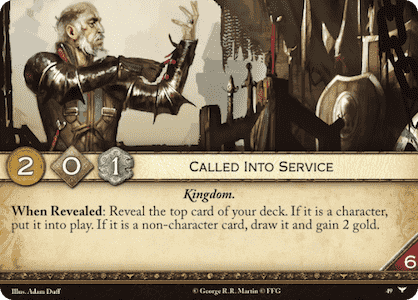 2 0 1 Called Into Service
Kingdom.
When Revealed: Reveal the top card of your deck. If it is a character,
put it into play. If it is a non-character card, draw it and gain 2 gold.
6
Illus. Adam Duff © George R.R. Martin © FFG 49